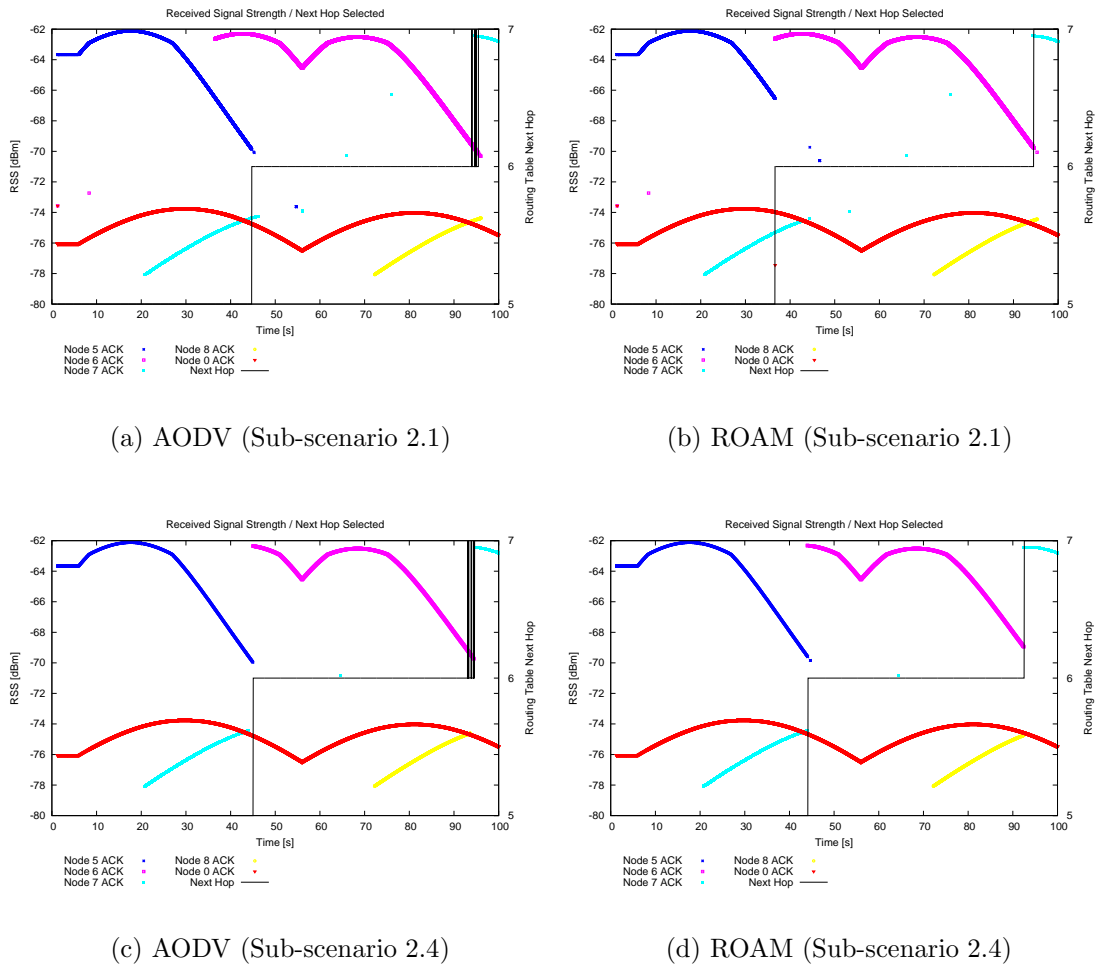 Received Signal Strength / Next Hop Selected
-62
-64
-66
-68
-70
-72
-74
-76
-78
-80
RSS [dBm]
7
6
5
Routing Table Next Hop
0 10 20 30 40 50 60 70 80 90 100
Time [s]
Node 5 ACK Node 8 ACK
Node 6 ACK Node 0 ACK
Node 7 ACK Next Hop
(a) AODV (Sub-scenario 2.1)
Received Signal Strength / Next Hop Selected
-62
-64
-66
-68
-70
-72
-74
-76
-78
-80
RSS [dBm]
7
6
5
Routing Table Next Hop
0 10 20 30 40 50 60 70 80 90 100
Time [s]
Node 5 ACK Node 8 ACK
Node 6 ACK Node 0 ACK
Node 7 ACK Next Hop
(b) ROAM (Sub-scenario 2.1)
Received Signal Strength / Next Hop Selected
-62
-64
-66
-68
-70
-72
-74
-76
-78
-80
RSS [dBm]
7
6
5
Routing Table Next Hop
0 10 20 30 40 50 60 70 80 90 100
Time [s]
Node 5 ACK Node 8 ACK
Node 6 ACK Node 0 ACK
Node 7 ACK Next Hop
(c) AODV (Sub-scenario 2.4)
Received Signal Strength / Next Hop Selected
-62
-64
-66
-68
-70
-72
-74
-76
-78
-80
RSS [dBm]
7
6
5
Routing Table Next Hop
0 10 20 30 40 50 60 70 80 90 100
Time [s]
Node 5 ACK Node 8 ACK
Node 6 ACK Node 0 ACK
Node 7 ACK Next Hop
(d) ROAM (Sub-scenario 2.4)